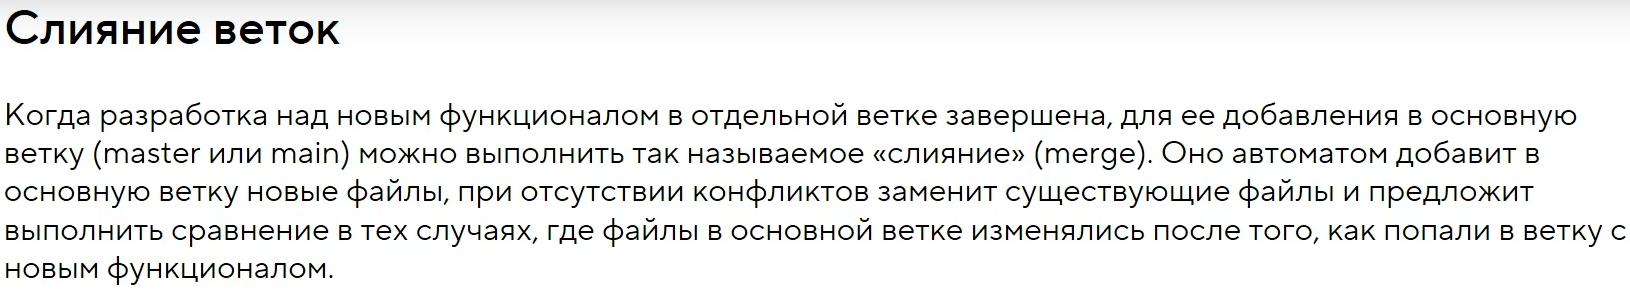 Слияние веток
Когда разработка над новым функционалом в отдельной ветке завершена, для ее добавления в основную
ветку (master или main) можно выполнить так называемое «слияние» (merge). Оно автоматом добавит в
основную ветку новые файлы, при отсутствии конфликтов заменит существующие файлы и предложит
выполнить сравнение в тех случаях, где файлы в основной ветке изменялись после того, как попали в ветку с
новым функционалом.